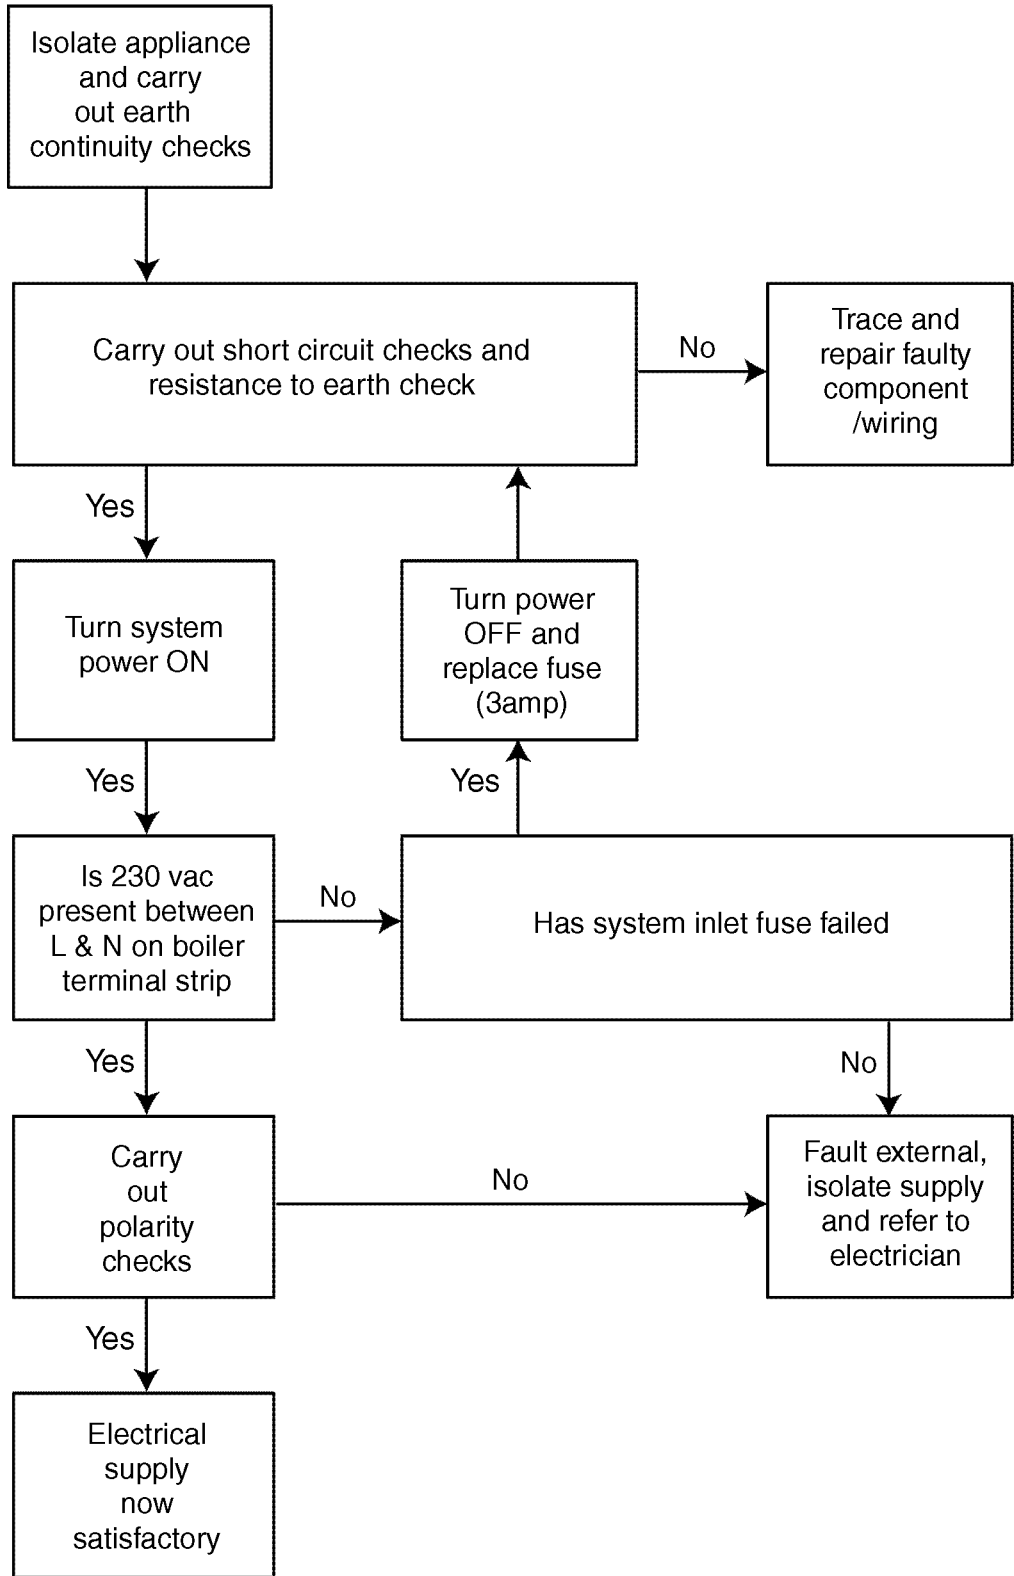 Isolate appliance
and carry
out earth
continuity checks
Carry out short circuit checks and
resistance to earth check
No
Trace and
repair faulty
component
/wiring
Yes
Turn system
power ON
Turn power
OFF and
replace fuse
(3amp)
Yes
Yes
Is 230 vac
present between
L & N on boiler
terminal strip
No
Has system inlet fuse failed
Yes
No
Carry
out
polarity
checks
No
Fault external,
isolate supply
and refer to
electrician
Yes
Electrical
supply
now
satisfactory